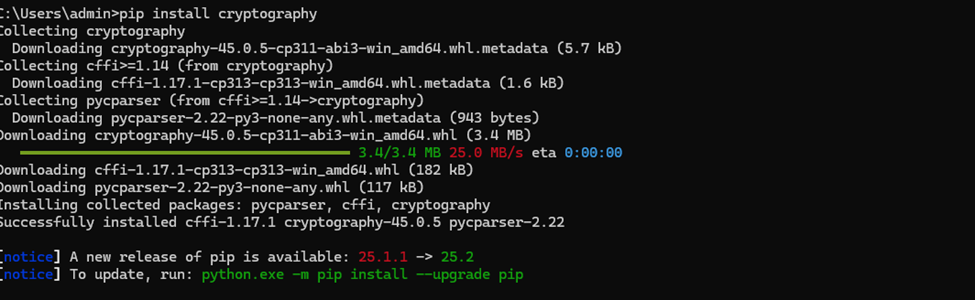 C:\Users\admin>pip install cryptography
Collecting cryptography
  Downloading cryptography-45.0.5-cp311-abi3-win_amd64.whl.metadata (5.7 kB)
Collecting cffi>=1.14 (from cryptography)
  Downloading cffi-1.17.1-cp313-cp313-win_amd64.whl.metadata (1.6 kB)
Collecting pycparser (from cffi>=1.14->cryptography)
  Downloading pycparser-2.22-py3-none-any.whl.metadata (943 bytes)
Downloading cryptography-45.0.5-cp311-abi3-win_amd64.whl (3.4 MB)
3.4/3.4 MB 25.0 MB/s eta 0:00:00
Downloading cffi-1.17.1-cp313-cp313-win_amd64.whl (182 kB)
Downloading pycparser-2.22-py3-none-any.whl (117 kB)
Installing collected packages: pycparser, cffi, cryptography
Successfully installed cffi-1.17.1 cryptography-45.0.5 pycparser-2.22
[notice] A new release of pip is available: 25.1.1 -> 25.2
[notice] To update, run: python.exe -m pip install --upgrade pip